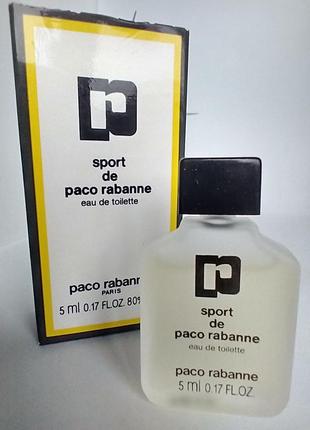 sport
de
paco rabanne
eau de toilette
paco rabanne
PARIS
5 ml 0.17 FL.OZ. 80%
sport
de
paco rabanne
eau de toilette
paco rabanne
5 ml 0.17 FL.OZ.